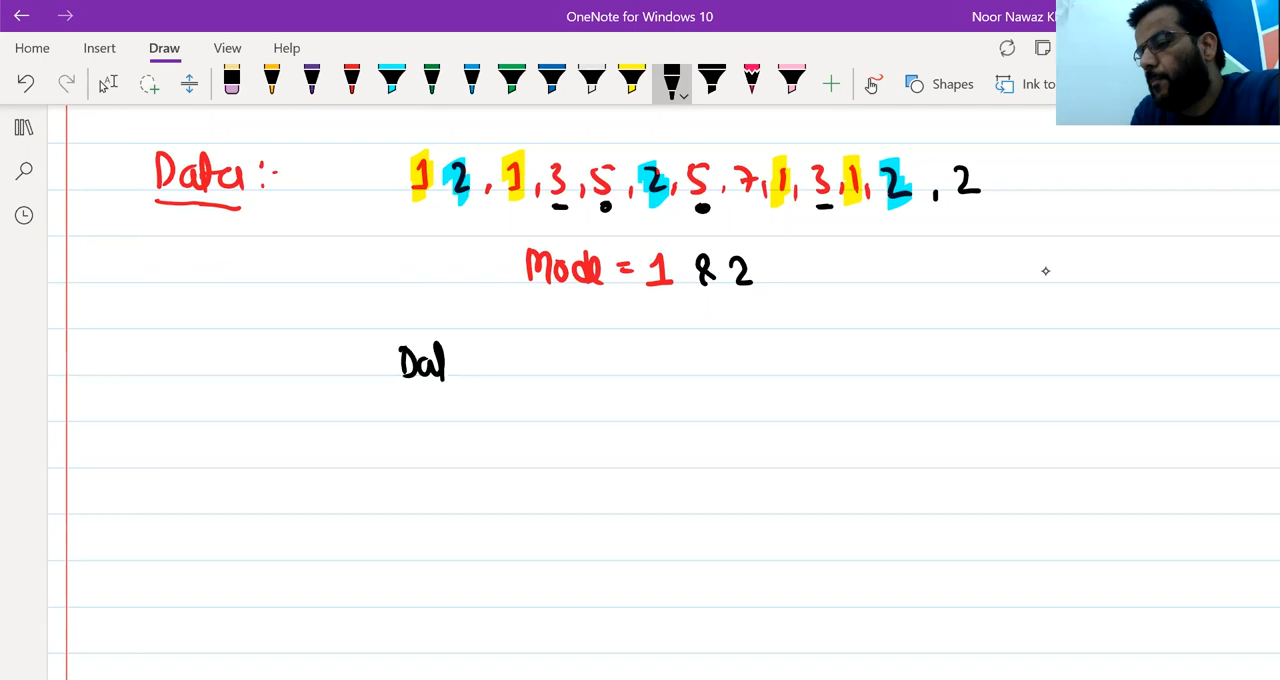 OneNote for Windows 10
Noor Nawaz
Home Insert Draw View Help
Shapes Ink to
Data :- 1 2 , 1 , 3 , 5 , 2 , 5 , 7 , 1 , 3 , 1 , 2 , 2
Mode = 1 & 2
Dat